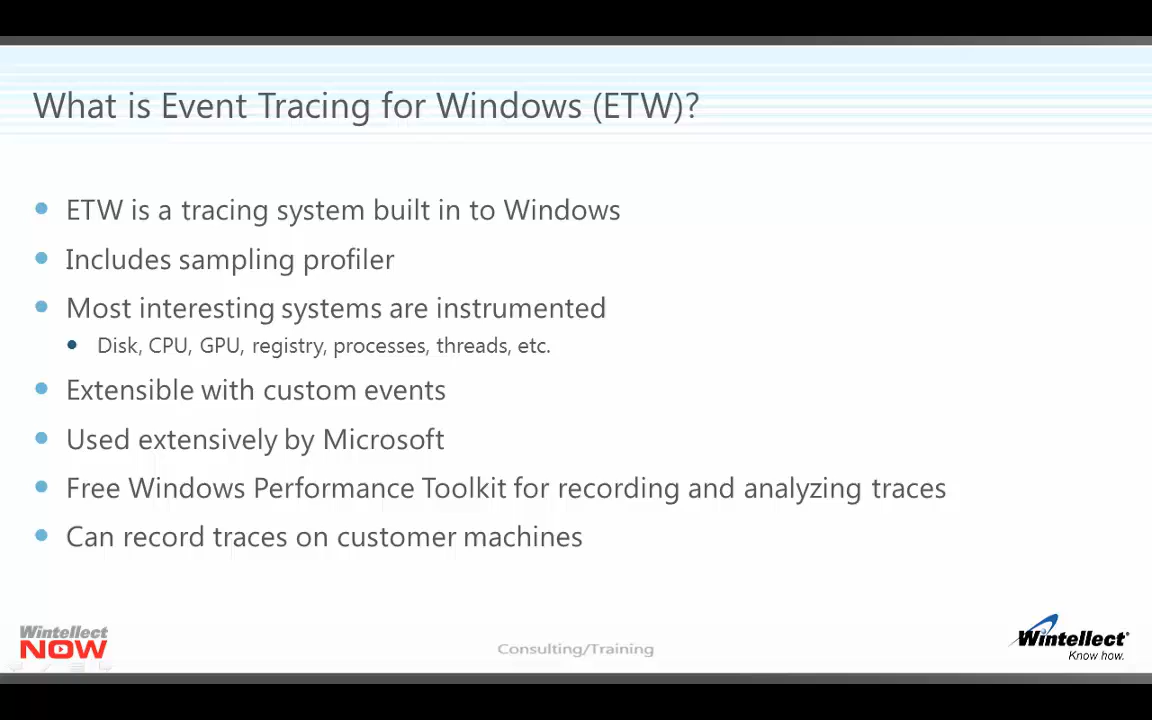 What is Event Tracing for Windows (ETW)?
ETW is a tracing system built in to Windows
Includes sampling profiler
Most interesting systems are instrumented
Disk, CPU, GPU, registry, processes, threads, etc.
Extensible with custom events
Used extensively by Microsoft
Free Windows Performance Toolkit for recording and analyzing traces
Can record traces on customer machines
Wintellect
NOW
Consulting/Training
Wintellect
Know how.